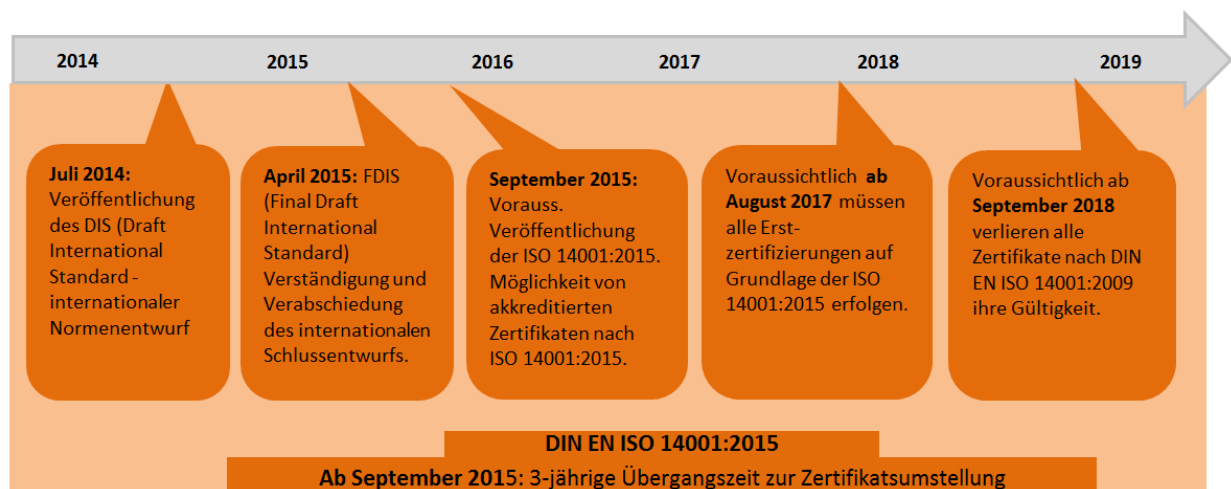 2014 2015 2016 2017 2018 2019
Juli 2014:
Veröffentlichung
des DIS (Draft
International
Standard -
internationaler
Normenentwurf
April 2015: FDIS
(Final Draft
International
Standard)
Verständigung und
Verabschiedung
des internationalen
Schlussentwurfs.
September 2015:
Vorauss.
Veröffentlichung
der ISO 14001:2015.
Möglichkeit von
akkreditierten
Zertifikaten nach
ISO 14001:2015.
Voraussichtlich ab
August 2017 müssen
alle Erst-
zertifizierungen auf
Grundlage der ISO
14001:2015 erfolgen.
Voraussichtlich ab
September 2018
verlieren alle
Zertifikate nach DIN
EN ISO 14001:2009
ihre Gültigkeit.
DIN EN ISO 14001:2015
Ab September 2015: 3-jährige Übergangszeit zur Zertifikatsumstellung